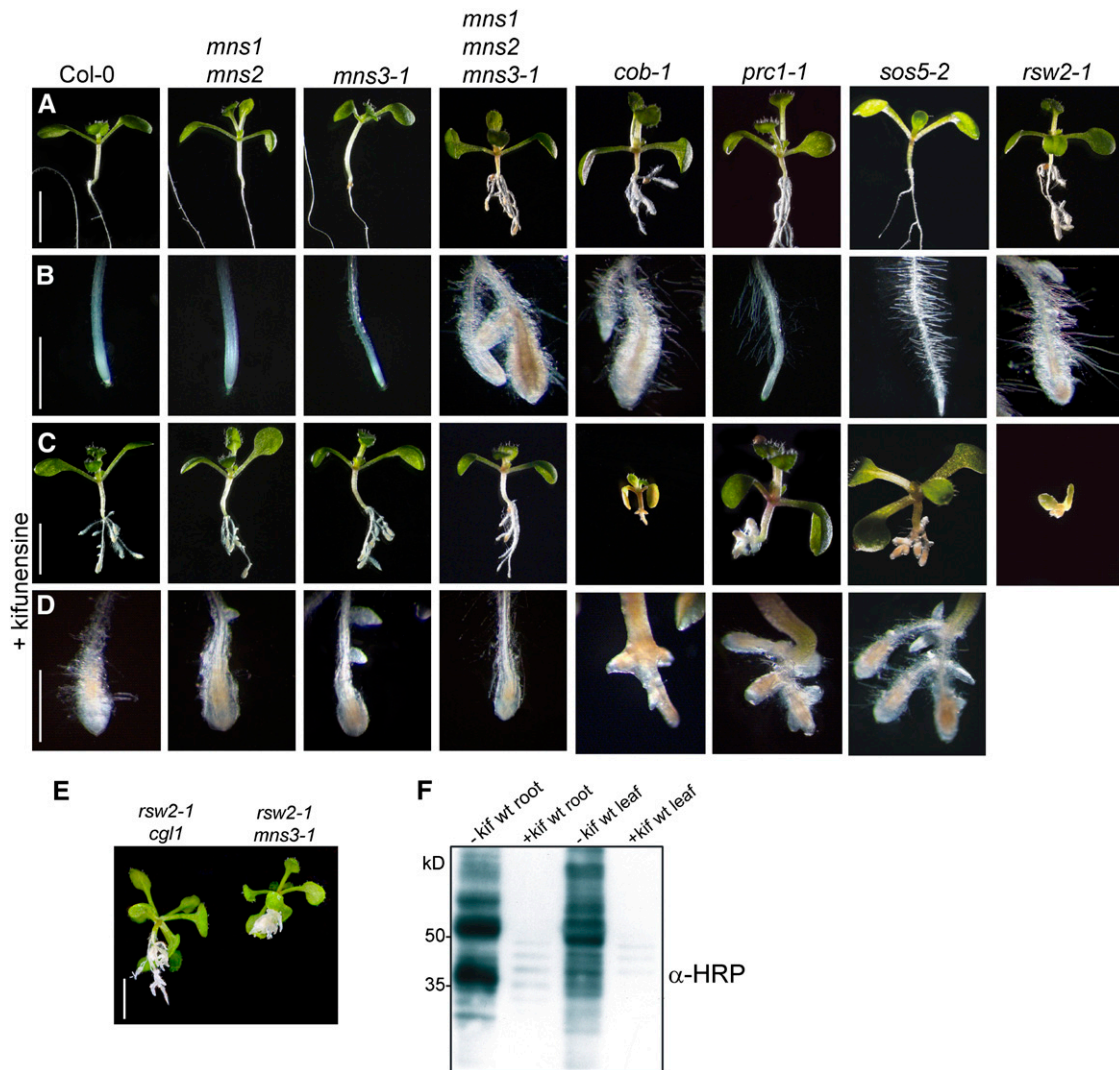 Col-0
mns1
mns2
mns3-1
mns1
mns2
mns3-1
cob-1
prc1-1
sos5-2
rsw2-1
A
B
C
D
+ kifunensine
E
rsw2-1
cgl1
rsw2-1
mns3-1
F
-kif wt root
+kif wt root
-kif wt leaf
+kif wt leaf
kD
50-
35-
α-HRP